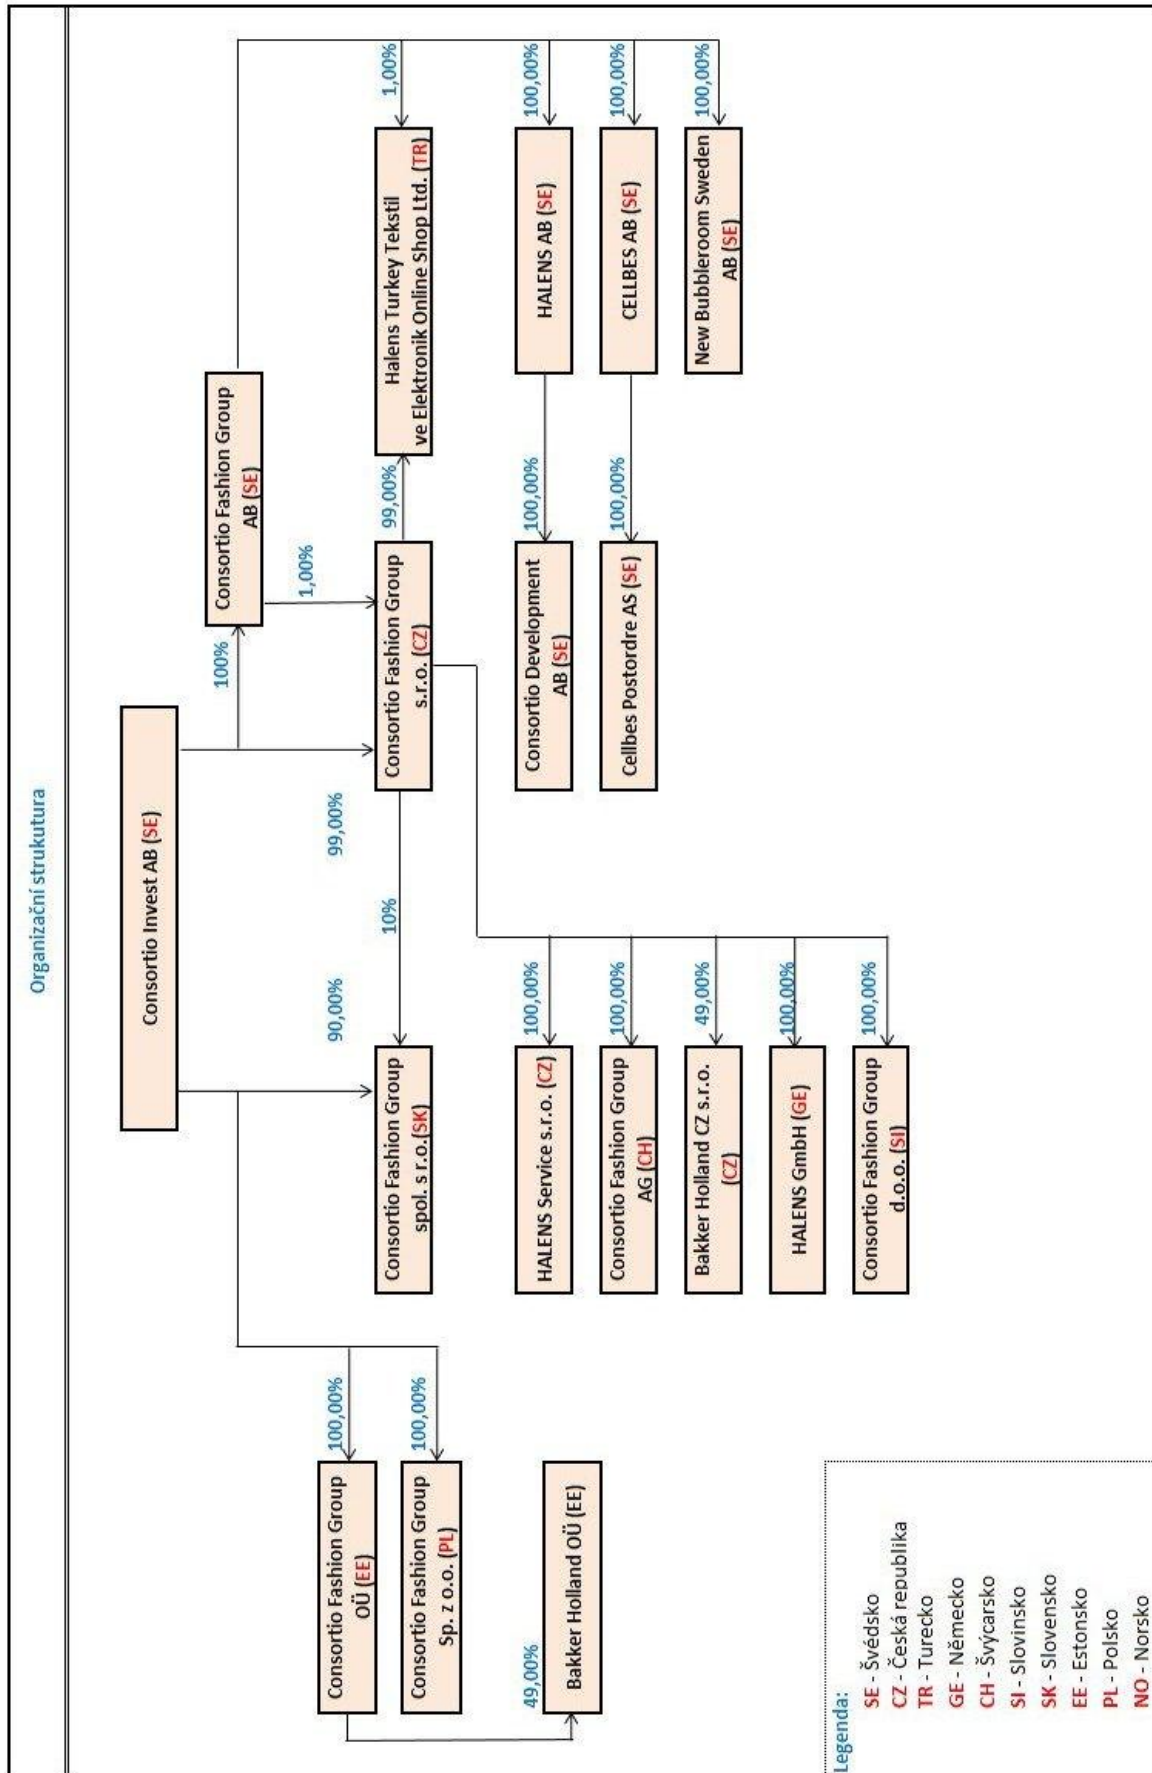 Organizační strukutura
Consortio Invest AB (SE)
100%
Consortio Fashion Group
AB (SE)
1,00%
90,00%
99,00%
10%
99,00%
1,00%
100,00%
Consortio Fashion Group
OÜ (EE)
100,00%
Consortio Fashion Group
Sp. z o.o. (PL)
49,00%
Bakker Holland OÜ (EE)
Consortio Fashion Group
spol. s r.o.(SK)
Consortio Fashion Group
s.r.o. (CZ)
Halens Turkey Tekstil
ve Elektronik Online Shop Ltd. (TR)
100,00%
HALENS Service s.r.o. (CZ)
100,00%
Consortio Fashion Group
AG (CH)
49,00%
Bakker Holland CZ s.r.o.
(CZ)
100,00%
HALENS GmbH (GE)
100,00%
Consortio Fashion Group
d.o.o. (SI)
100,00%
Consortio Development
AB (SE)
100,00%
Cellbes Postordre AS (SE)
100,00%
HALENS AB (SE)
100,00%
CELLBES AB (SE)
100,00%
New Bubbleroom Sweden
AB (SE)
Legenda:
SE - Švédsko
CZ - Česká republika
TR - Turecko
GE - Německo
CH - Švýcarsko
SI - Slovinsko
SK - Slovensko
EE - Estonsko
PL - Polsko
NO - Norsko